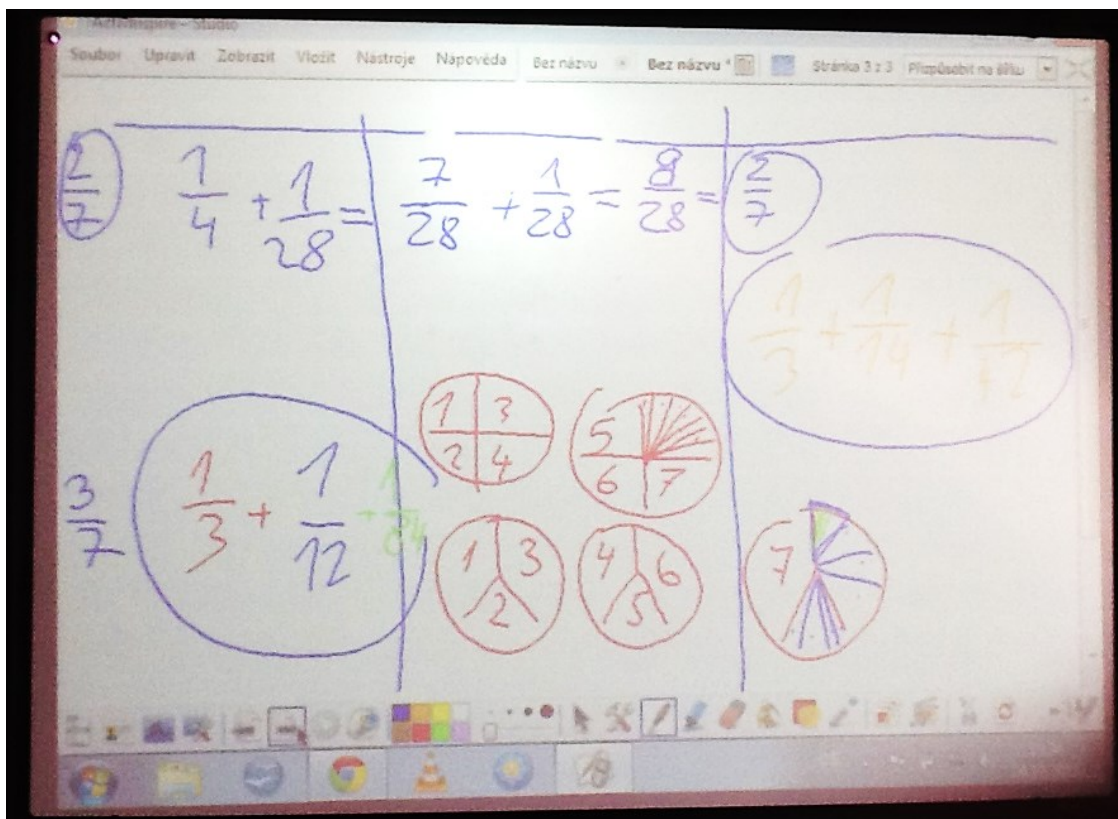 ActivInspire - Studio
Soubor Upravit Zobrazit Vložit Nástroje Nápověda Bez názvu Bez názvu * Stránka 3 z 3 Přizpůsobit na šířku
2/7 1/4 + 1/28 = 7/28 + 1/28 = 8/28 = 2/7
1/3 + 1/14 + 1/42
1 3 2 4
5 6 7
3/7 1/3 + 1/12 + 1/84
1 3 2
4 6 5
7